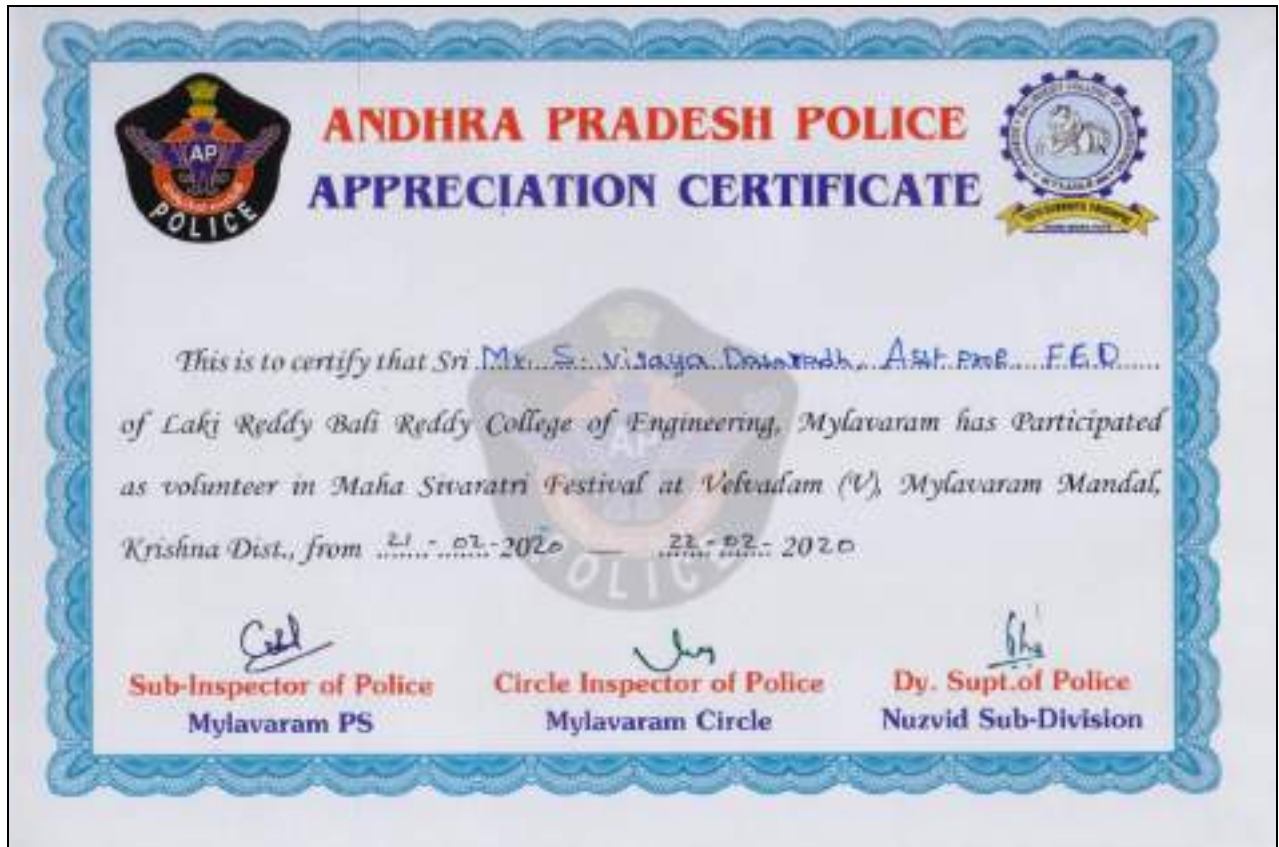 ANDHRA PRADESH POLICE
APPRECIATION CERTIFICATE
AP
POLICE
This is to certify that Sri Mr. S. Vijaya Dasaradh, Asst Prof. F.E.D
of Laki Reddy Bali Reddy College of Engineering, Mylavaram has Participated
as volunteer in Maha Sivaratri Festival at Velvadam (V), Mylavaram Mandal,
Krishna Dist., from 21-02-2020 — 22-02-2020
AP
POLICE
Sub-Inspector of Police
Mylavaram PS
Circle Inspector of Police
Mylavaram Circle
Dy. Supt.of Police
Nuzvid Sub-Division